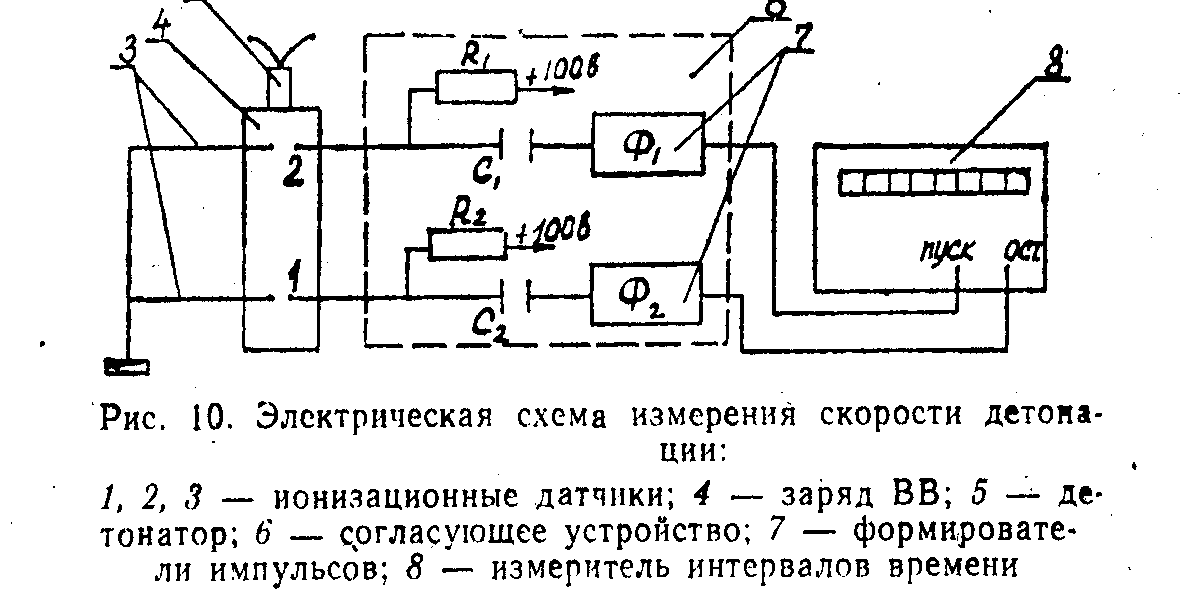 4
6
7
3
R₁
+100В
8
Ф₁
2
C₁
R₂
+100В
ПУСК ОСТ
1
Ф₂
C₂
Рис. 10. Электрическая схема измерения скорости детона-
ции:
1, 2, 3 — ионизационные датчики; 4 — заряд ВВ; 5 — де-
тонатор; 6 — согласующее устройство; 7 — формировате-
ли импульсов; 8 — измеритель интервалов времени